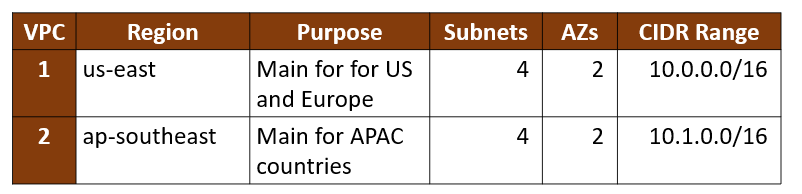 VPC Region Purpose Subnets AZs CIDR Range
1 us-east Main for for US 4 2 10.0.0.0/16
and Europe
2 ap-southeast Main for APAC 4 2 10.1.0.0/16
countries